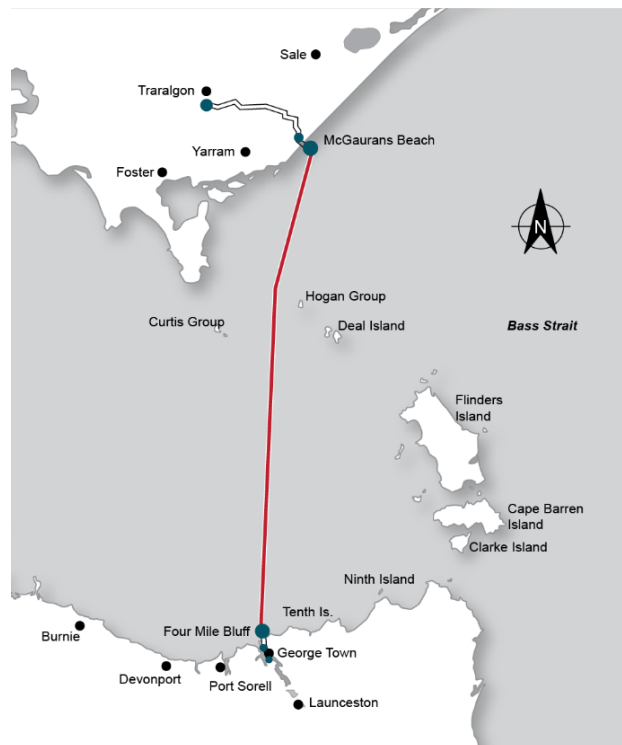 Sale
Traralgon
McGaurans Beach
Yarram
Foster
N
Hogan Group
Curtis Group
Deal Island
Bass Strait
Flinders
Island
Cape Barren
Island
Clarke Island
Ninth Island
Tenth Is.
Four Mile Bluff
Burnie
George Town
Devonport
Port Sorell
Launceston